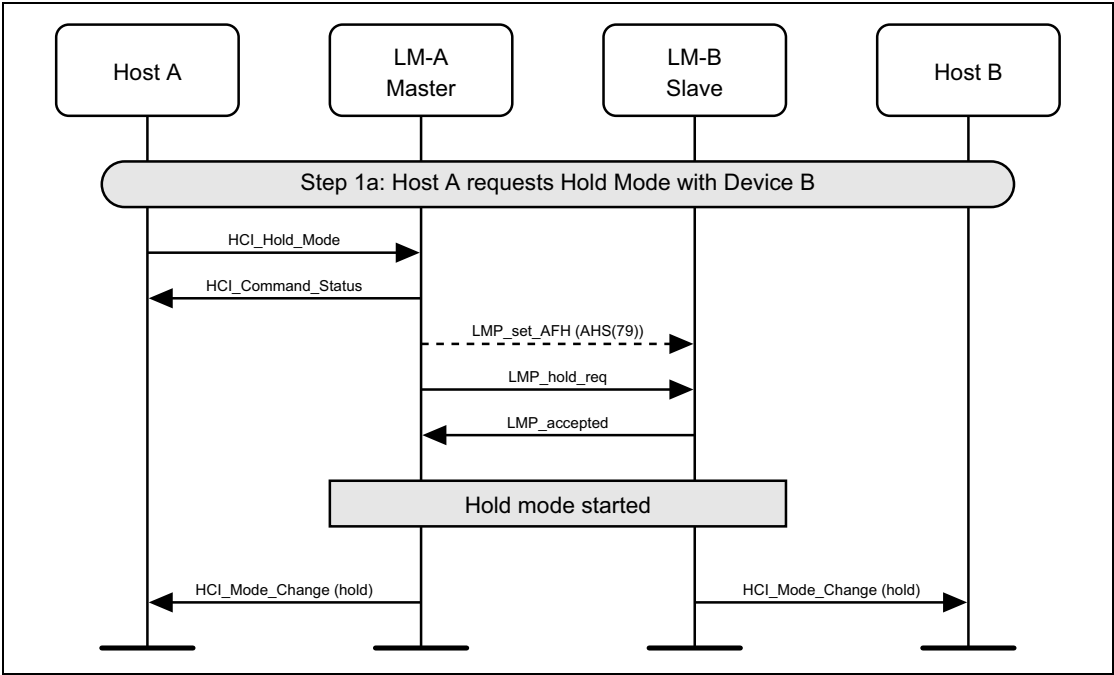 Host A
LM-A
Master
LM-B
Slave
Host B
Step 1a: Host A requests Hold Mode with Device B
HCI_Hold_Mode
HCI_Command_Status
LMP_set_AFH (AHS(79))
LMP_hold_req
LMP_accepted
Hold mode started
HCI_Mode_Change (hold)
HCI_Mode_Change (hold)